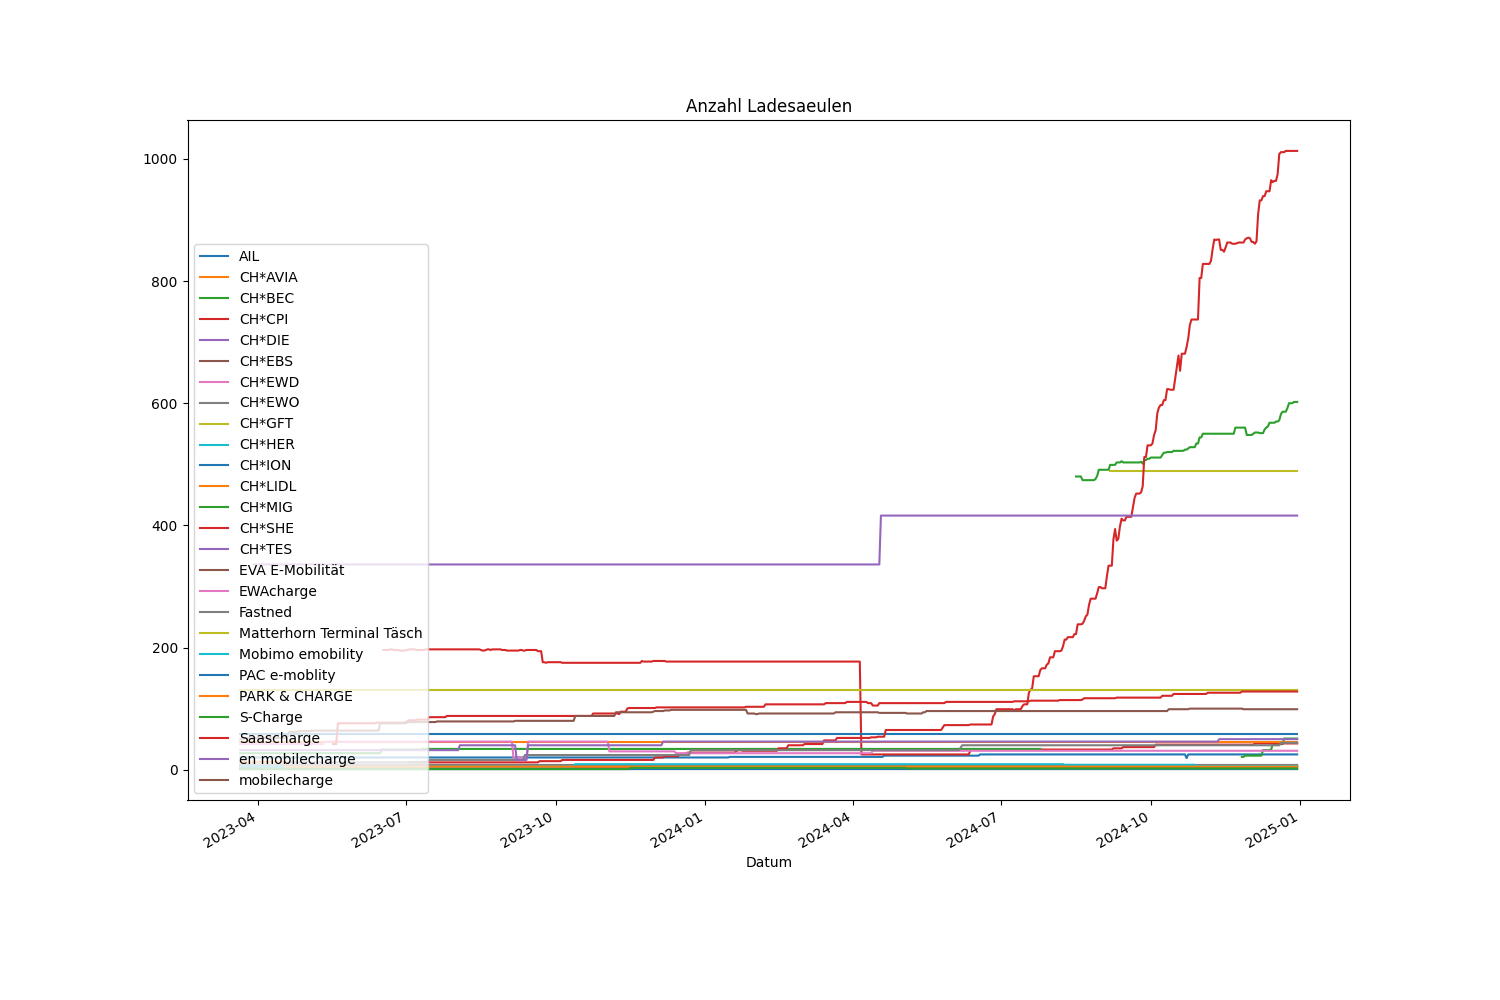 Anzahl Ladesaeulen
1000
800
600
400
200
0
AIL
CH*AVIA
CH*BEC
CH*CPI
CH*DIE
CH*EBS
CH*EWD
CH*EWO
CH*GFT
CH*HER
CH*ION
CH*LIDL
CH*MIG
CH*SHE
CH*TES
EVA E-Mobilität
EWAcharge
Fastned
Matterhorn Terminal Täsch
Mobimo emobility
PAC e-moblity
PARK & CHARGE
S-Charge
Saascharge
en mobilecharge
mobilecharge
2023-04
2023-07
2023-10
2024-01
2024-04
2024-07
2024-10
2025-01
Datum